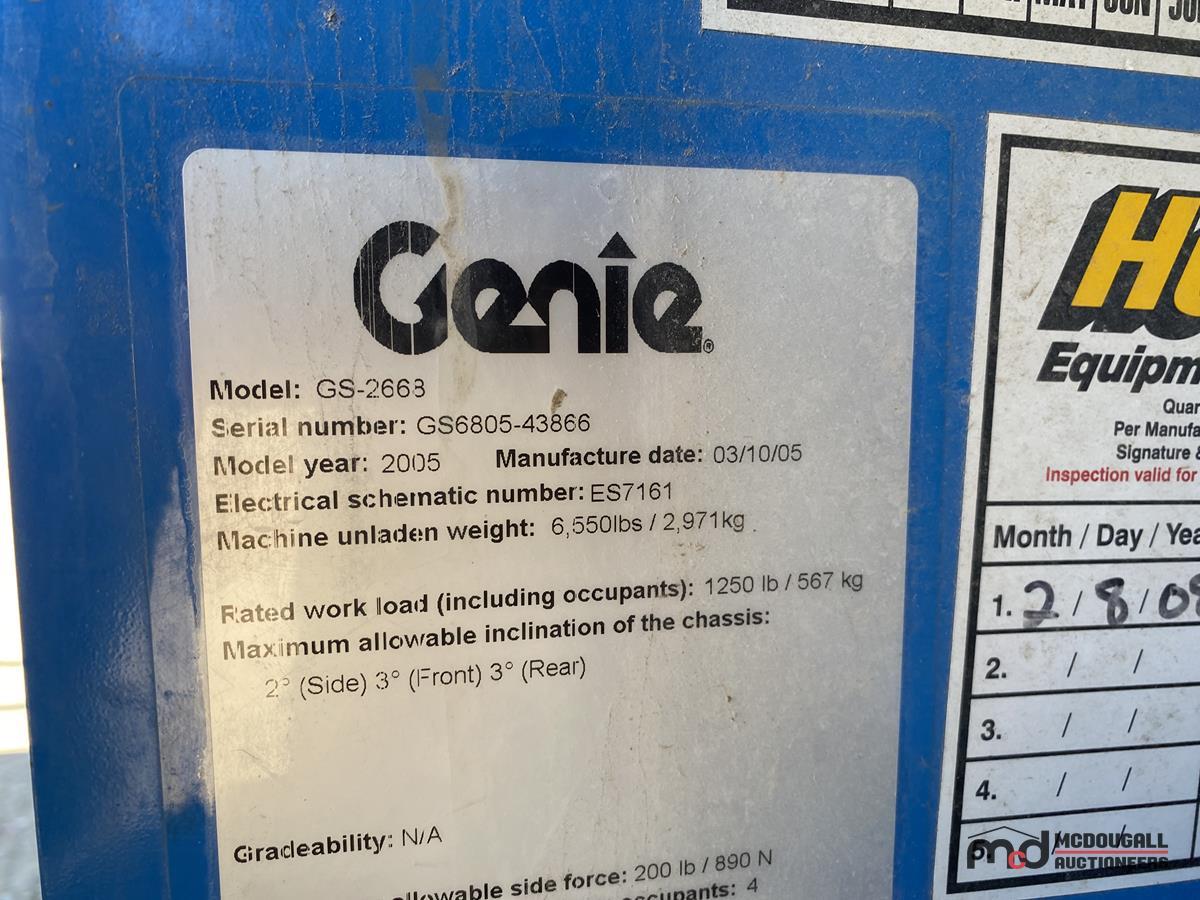 MAY JUN
Genie®
Model: GS-2668
Serial number: GS6805-43866
Model year: 2005 Manufacture date: 03/10/05
Electrical schematic number: ES7161
Machine unladen weight: 6,550lbs / 2,971kg
Rated work load (including occupants): 1250 lb / 567 kg
Maximum allowable inclination of the chassis:
2° (Side) 3° (Front) 3° (Rear)
Gradeability: N/A
allowable side force: 200 lb / 890 N
occupants: 4
Equipm
Quar
Per Manufa
Signature &
Inspection valid for
Month / Day / Yea
1. 2 / 8 / 0
2. / /
3. / /
4. / /
5. / /
mcd MCDOUGALL
AUCTIONEERS